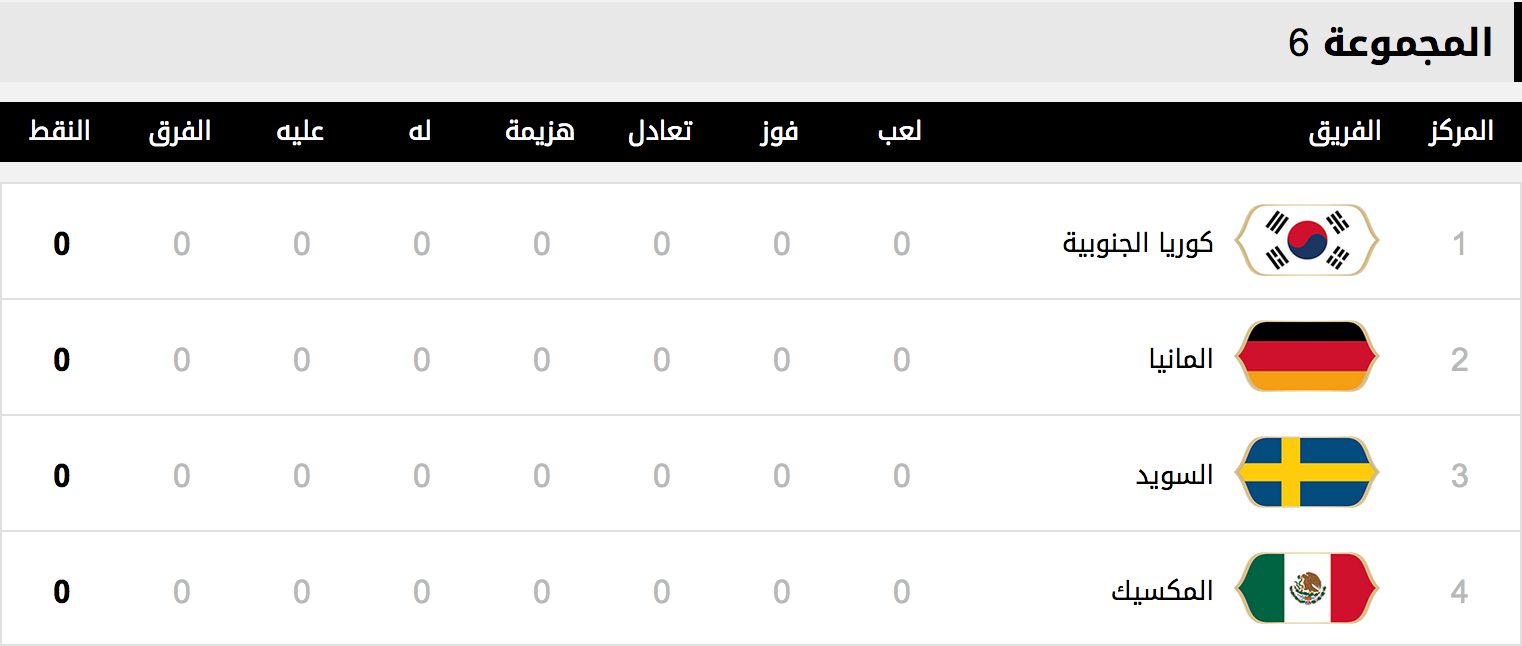 المجموعة 6
المركز الفريق لعب فوز تعادل هزيمة له عليه الفرق النقط
1 كوريا الجنوبية 0 0 0 0 0 0 0 0
2 المانيا 0 0 0 0 0 0 0 0
3 السويد 0 0 0 0 0 0 0 0
4 المكسيك 0 0 0 0 0 0 0 0